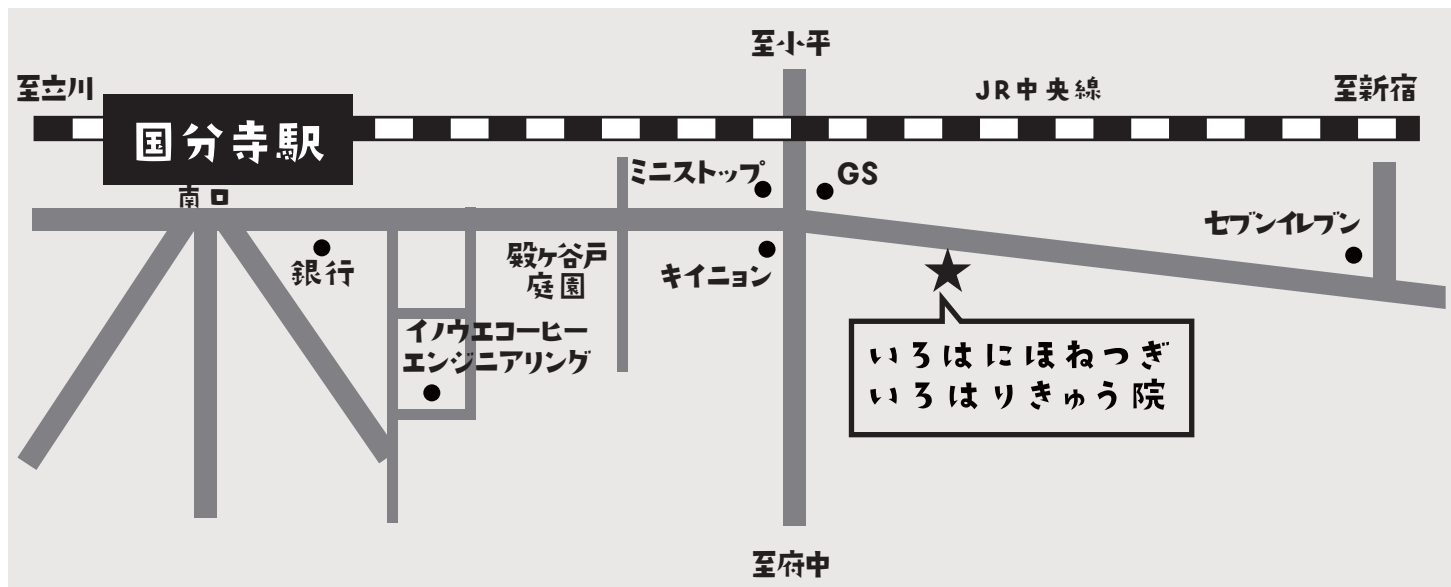 至小平
至立川
JR中央線
至新宿
国分寺駅
南口
ミニストップ
GS
セブンイレブン
銀行
殿ヶ谷戸
庭園
キイニョン
イノウエコーヒー
エンジニアリング
いろはにほねつぎ
いろはりきゅう院
至府中